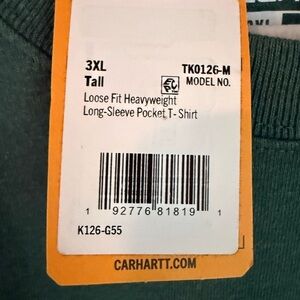 3XL TK0126-M
Tall MODEL NO.
Loose Fit Heavyweight
Long-Sleeve Pocket T-Shirt
1 92776 81819 1
K126-G55
CARHARTT.COM